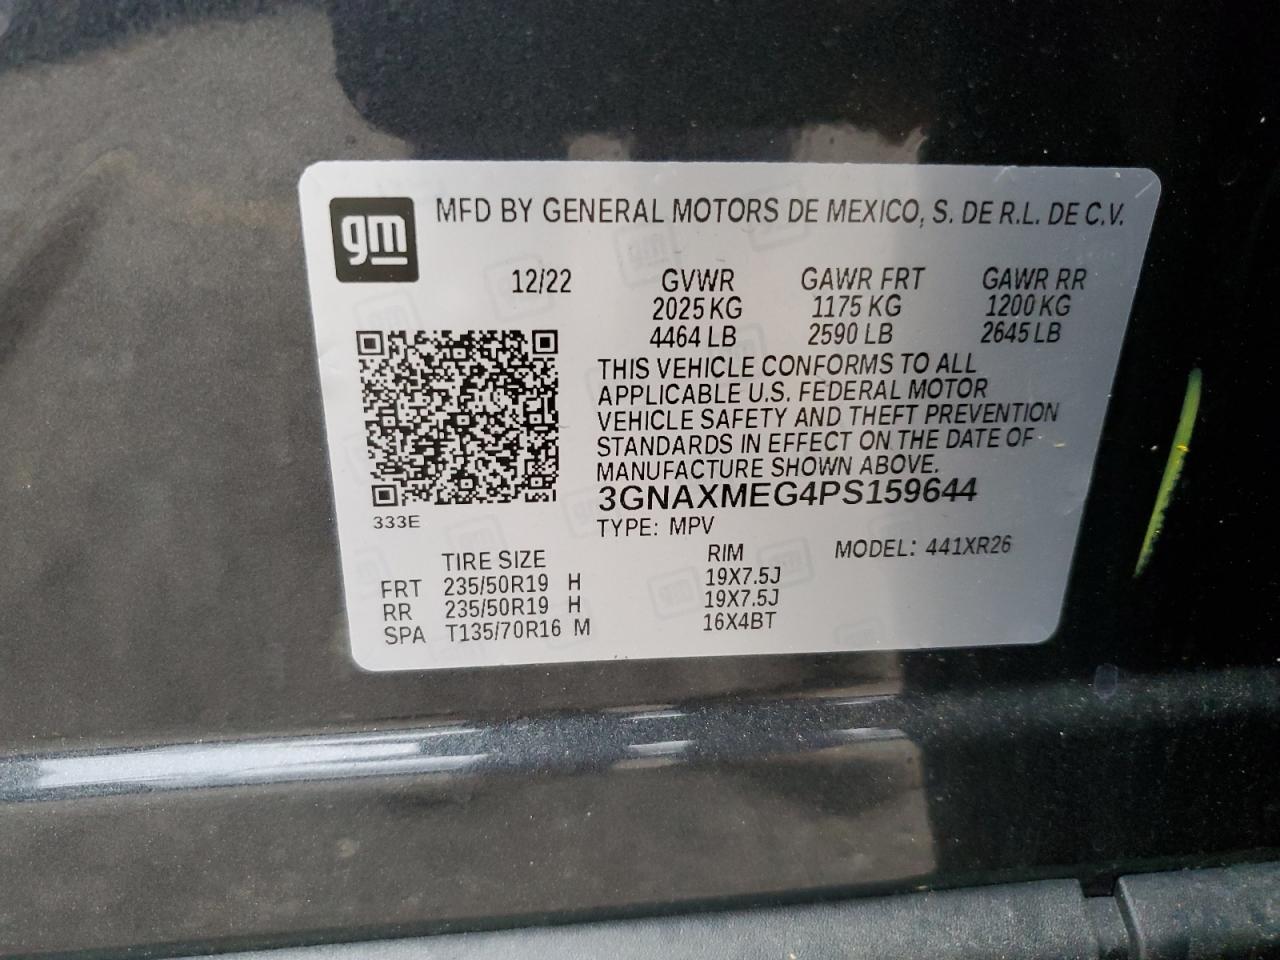 gm
MFD BY GENERAL MOTORS DE MEXICO, S. DE R.L. DE C.V.
12/22 GVWR GAWR FRT GAWR RR
2025 KG 1175 KG 1200 KG
4464 LB 2590 LB 2645 LB
THIS VEHICLE CONFORMS TO ALL
APPLICABLE U.S. FEDERAL MOTOR
VEHICLE SAFETY AND THEFT PREVENTION
STANDARDS IN EFFECT ON THE DATE OF
MANUFACTURE SHOWN ABOVE.
3GNAXMEG4PS159644
333E
TYPE: MPV
TIRE SIZE RIM MODEL: 441XR26
FRT 235/50R19 H 19X7.5J
RR 235/50R19 H 19X7.5J
SPA T135/70R16 M 16X4BT